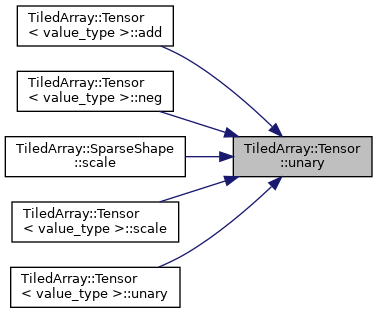 TiledArray::Tensor
< value_type >::add
TiledArray::Tensor
< value_type >::neg
TiledArray::SparseShape
::scale
TiledArray::Tensor
< value_type >::scale
TiledArray::Tensor
< value_type >::unary
TiledArray::Tensor
::unary